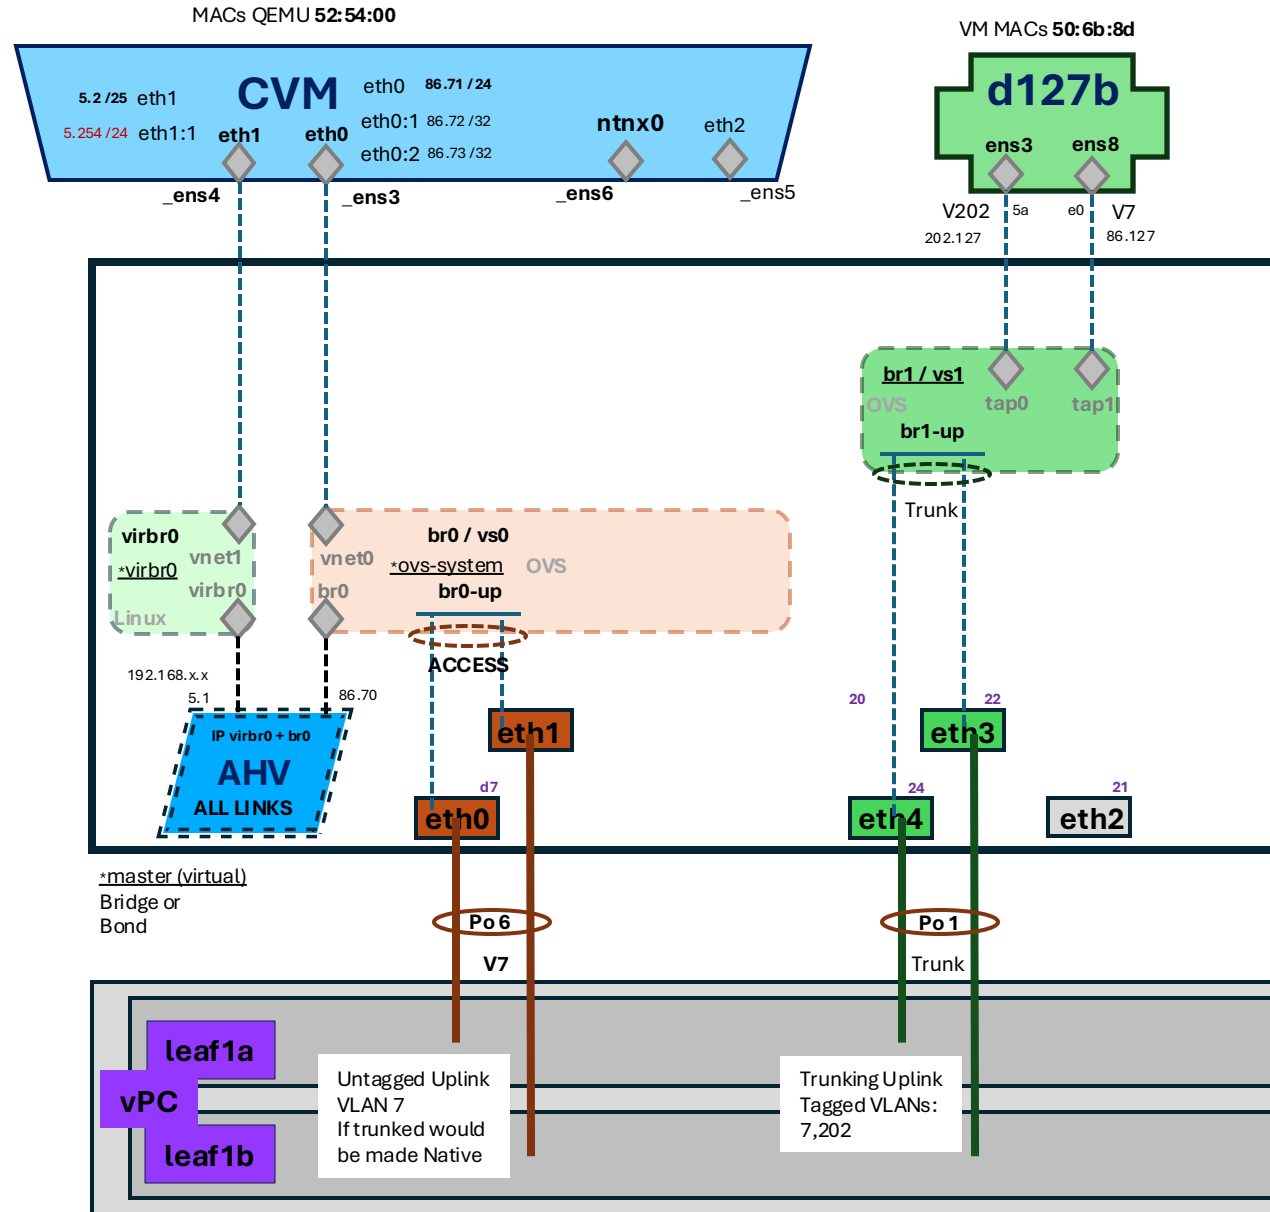 MACs QEMU 52:54:00
VM MACs 50:6b:8d
CVM
5.2 /25 eth1
5.254 /24 eth1:1
eth1
eth0
eth0 86.71 /24
eth0:1 86.72 /32
eth0:2 86.73 /32
ntnx0
eth2
_ens4
_ens3
_ens6
_ens5
d127b
ens3
ens8
V202
5a
e0
V7
202.127
86.127
br1 / vs1
OVS
tap0
tap1
br1-up
Trunk
virbr0
vnet1
*virbr0
virbr0
Linux
vnet0
br0
br0 / vs0
*ovs-system
OVS
br0-up
ACCESS
192.168.x.x
5.1
86.70
IP virbr0 + br0
AHV
ALL LINKS
eth1
d7
eth0
20
22
eth3
24
eth4
21
eth2
*master (virtual)
Bridge or
Bond
Po 6
V7
Po 1
Trunk
leaf1a
vPC
leaf1b
Untagged Uplink
VLAN 7
If trunked would
be made Native
Trunking Uplink
Tagged VLANs:
7,202